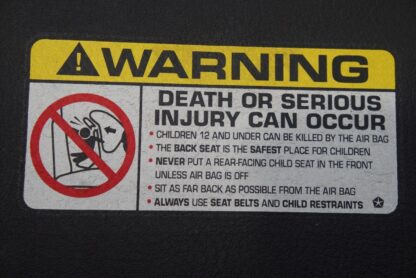 WARNING
DEATH OR SERIOUS
INJURY CAN OCCUR
• CHILDREN 12 AND UNDER CAN BE KILLED BY THE AIR BAG
• THE BACK SEAT IS THE SAFEST PLACE FOR CHILDREN
• NEVER PUT A REAR-FACING CHILD SEAT IN THE FRONT
UNLESS AIR BAG IS OFF
• SIT AS FAR BACK AS POSSIBLE FROM THE AIR BAG
• ALWAYS USE SEAT BELTS AND CHILD RESTRAINTS